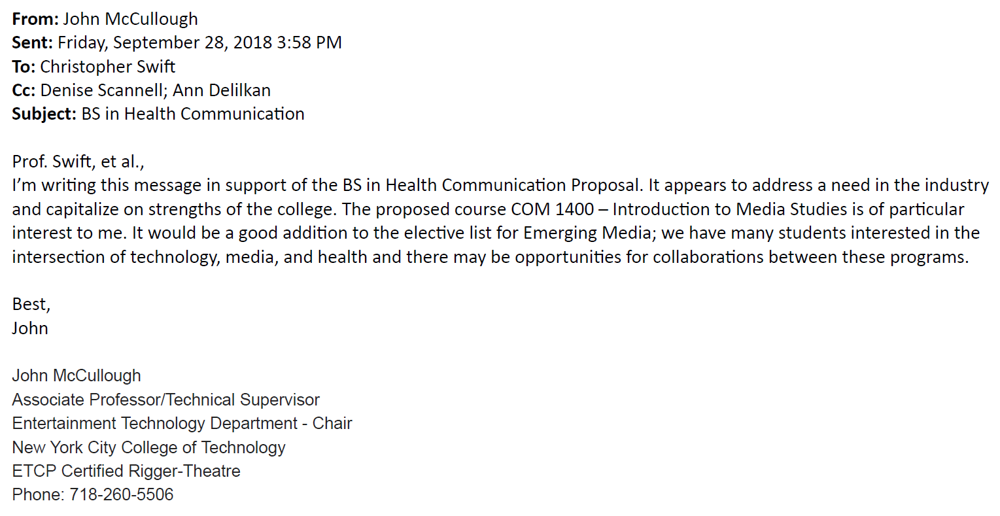 From: John McCullough
Sent: Friday, September 28, 2018 3:58 PM
To: Christopher Swift
Cc: Denise Scannell; Ann Delilkan
Subject: BS in Health Communication
Prof. Swift, et al.,
I’m writing this message in support of the BS in Health Communication Proposal. It appears to address a need in the industry
and capitalize on strengths of the college. The proposed course COM 1400 – Introduction to Media Studies is of particular
interest to me. It would be a good addition to the elective list for Emerging Media; we have many students interested in the
intersection of technology, media, and health and there may be opportunities for collaborations between these programs.
Best,
John
John McCullough
Associate Professor/Technical Supervisor
Entertainment Technology Department - Chair
New York City College of Technology
ETCP Certified Rigger-Theatre
Phone: 718-260-5506